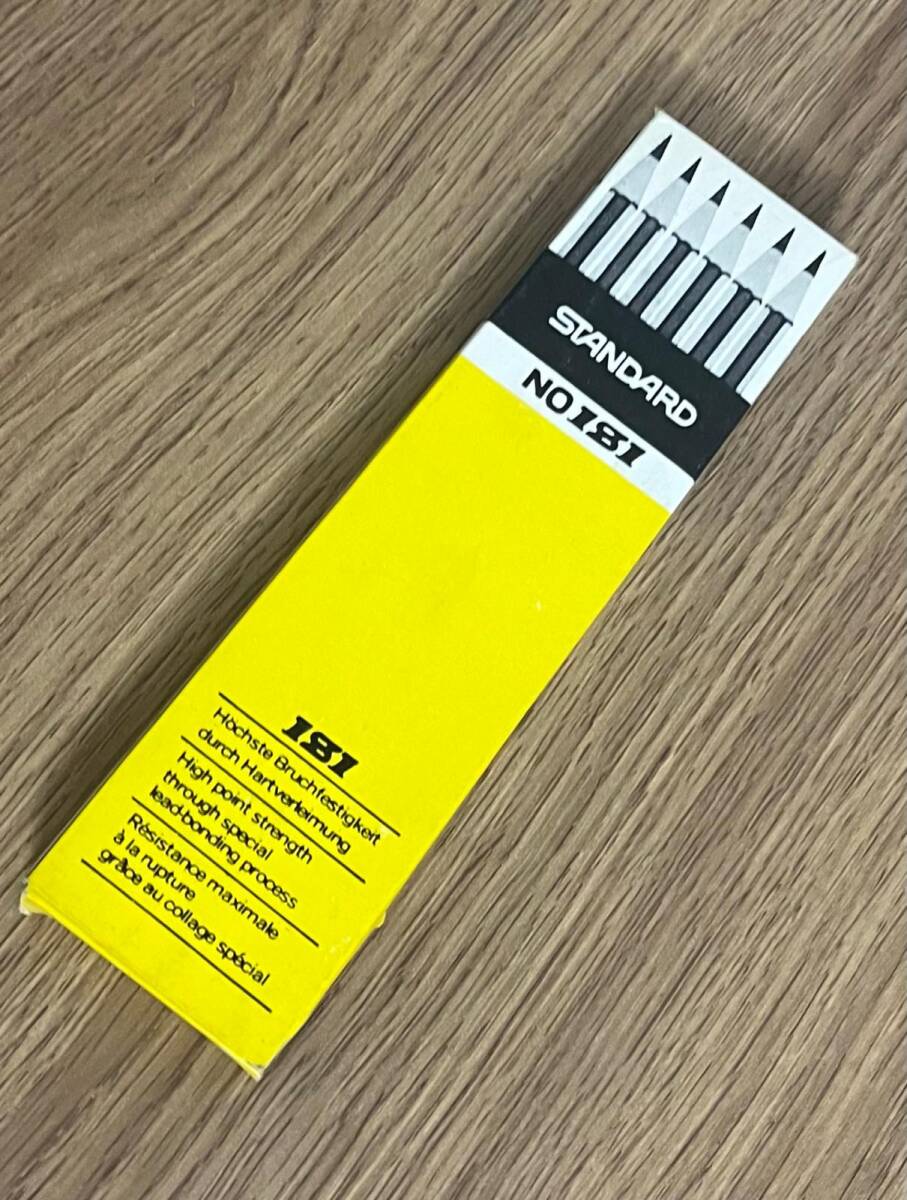 STANDARD
NO 181
181
Höchste Bruchfestigkeit
durch Hartverleimung
High point strength
through special
lead-bonding process
Résistance maximale
à la rupture
grâce au collage spécial